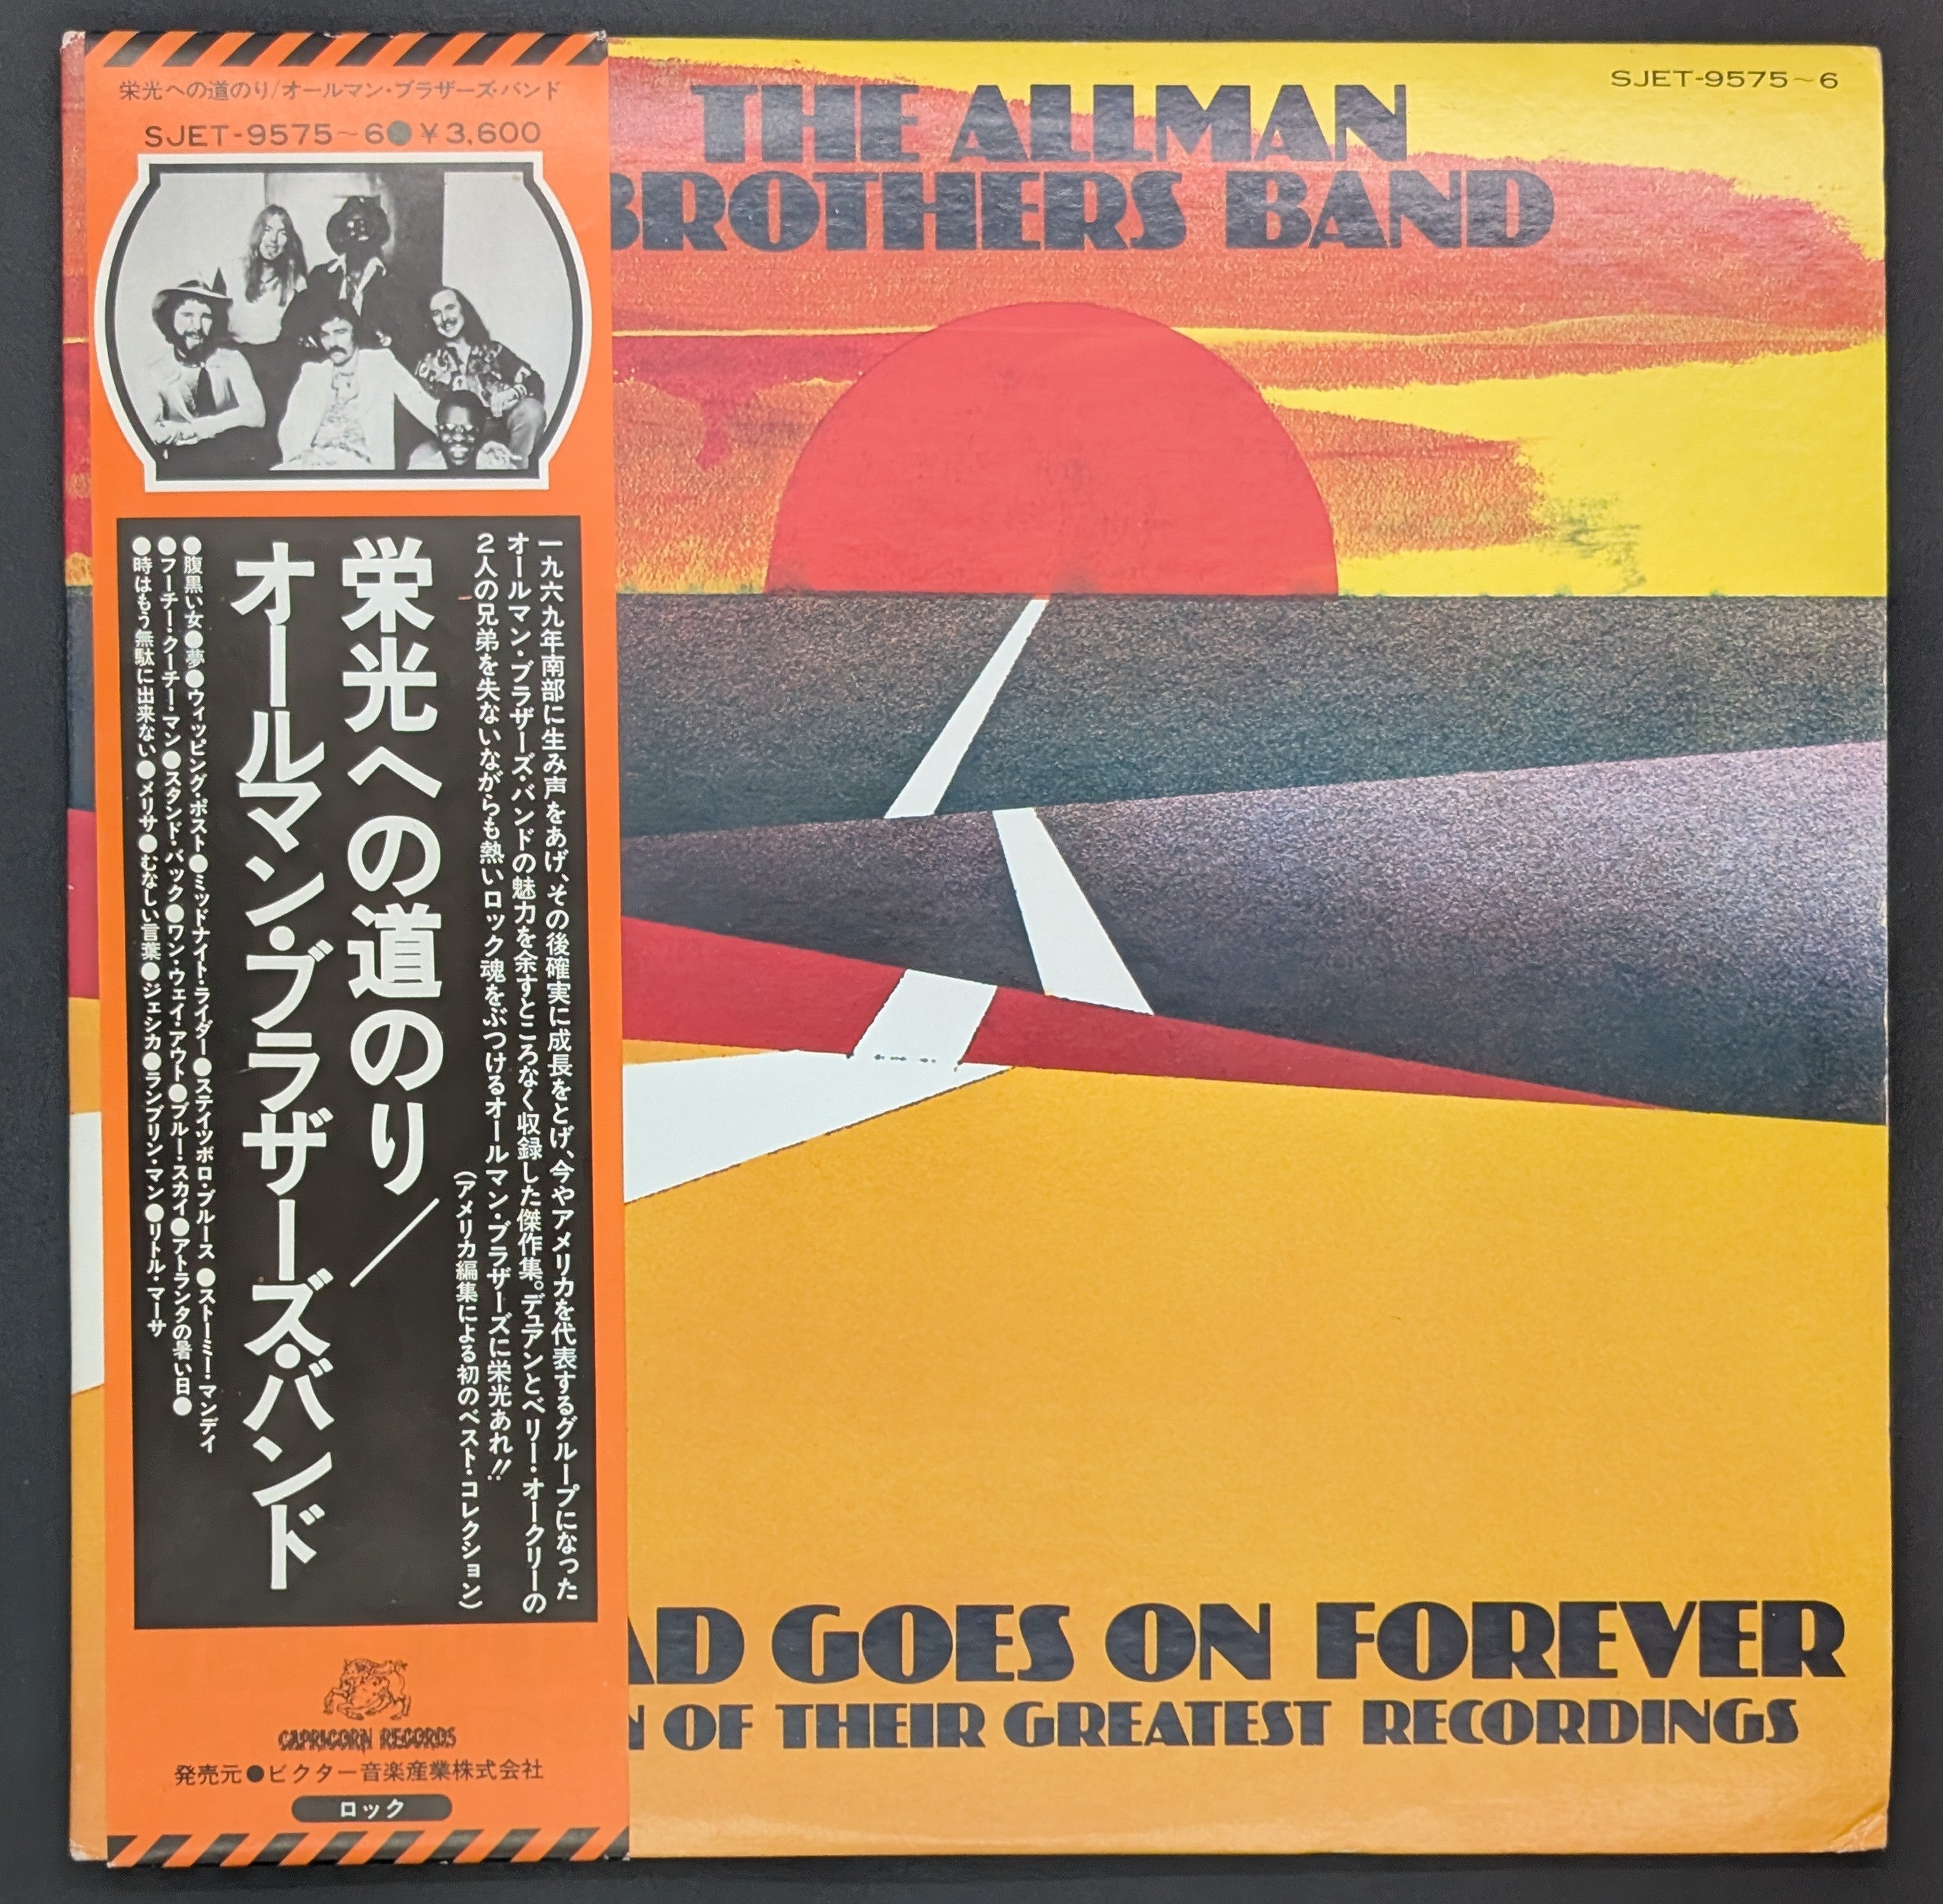 栄光への道のり/オールマン・ブラザーズ・バンド
SJET-9575~6●￥3,600
一九六九年南部に生み声をあげ、その後確実に成長をとげ、今やアメリカを代表するグループになった
オールマン・ブラザーズ・バンドの魅力を余すところなく収録した傑作集。デュアンとベリー・オークリーの
2人の兄弟を失ないながらも熱いロック魂をぶつけるオールマン・ブラザーズに栄光あれ!!
(アメリカ編集による初のベスト・コレクション)
栄光への道のり/
オールマン・ブラザーズ・バンド
●腹黒い女●夢●ウィッピング・ポスト●ミッドナイト・ライダー●ステイツボロ・ブルース●ストーミー・マンデイ
●フーチー・クーチー・マン●スタンド・バック●ワン・ウェイ・アウト●ブルー・スカイ●アトランタの暑い日●
●時はもう無駄に出来ない●メリサ●むなしい言葉●ジェシカ●ランブリン・マン●リトル・マーサ
CAPRICORN RECORDS
発売元●ビクター音楽産業株式会社
ロック
SJET-9575~6
THE ALLMAN
BROTHERS BAND
AD GOES ON FOREVER
N OF THEIR GREATEST RECORDINGS